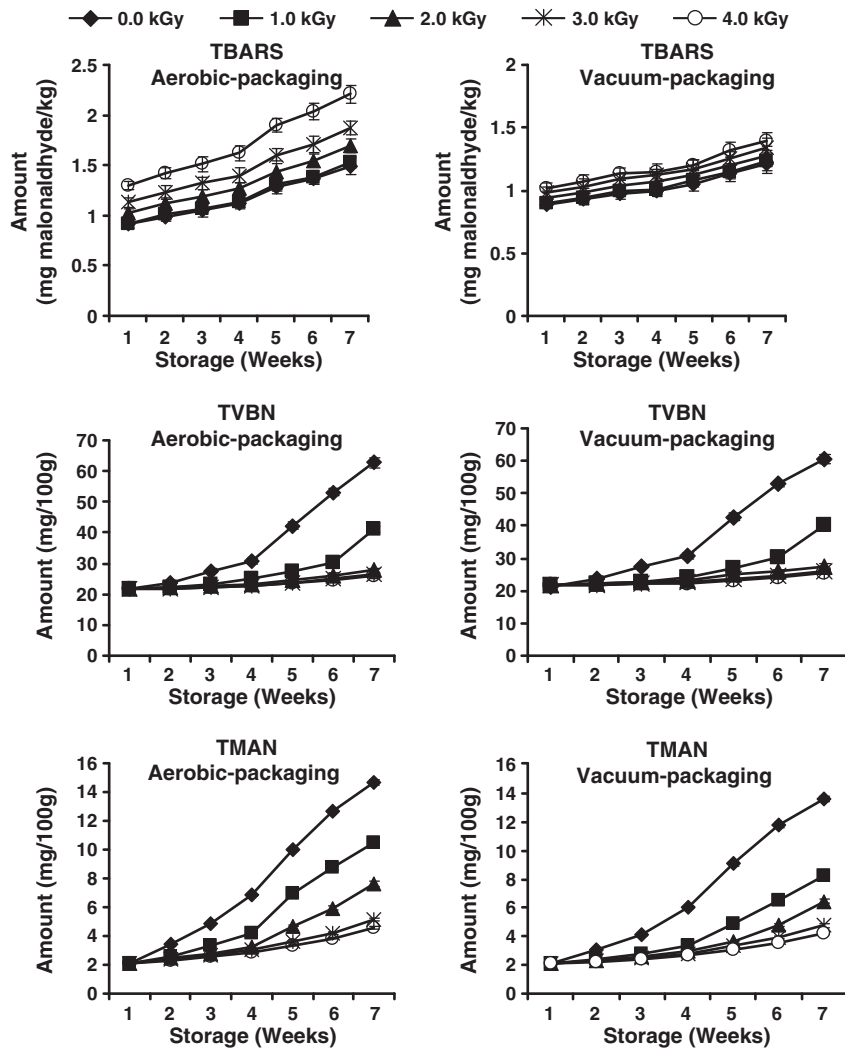 0.0 kGy 1.0 kGy 2.0 kGy 3.0 kGy 4.0 kGy
TBARS
Aerobic-packaging
Amount
(mg malonaldhyde/kg)
2.5
2
1.5
1
0.5
0
1 2 3 4 5 6 7
Storage (Weeks)
TBARS
Vacuum-packaging
Amount
(mg malonaldhyde/kg)
2
1.5
1
0.5
0
1 2 3 4 5 6 7
Storage (Weeks)
TVBN
Aerobic-packaging
Amount (mg/100g)
70
60
50
40
30
20
10
0
1 2 3 4 5 6 7
Storage (Weeks)
TVBN
Vacuum-packaging
Amount (mg/100g)
70
60
50
40
30
20
10
0
1 2 3 4 5 6 7
Storage (Weeks)
TMAN
Aerobic-packaging
Amount (mg/100g)
16
14
12
10
8
6
4
2
0
1 2 3 4 5 6 7
Storage (Weeks)
TMAN
Vacuum-packaging
Amount (mg/100g)
16
14
12
10
8
6
4
2
0
1 2 3 4 5 6 7
Storage (Weeks)